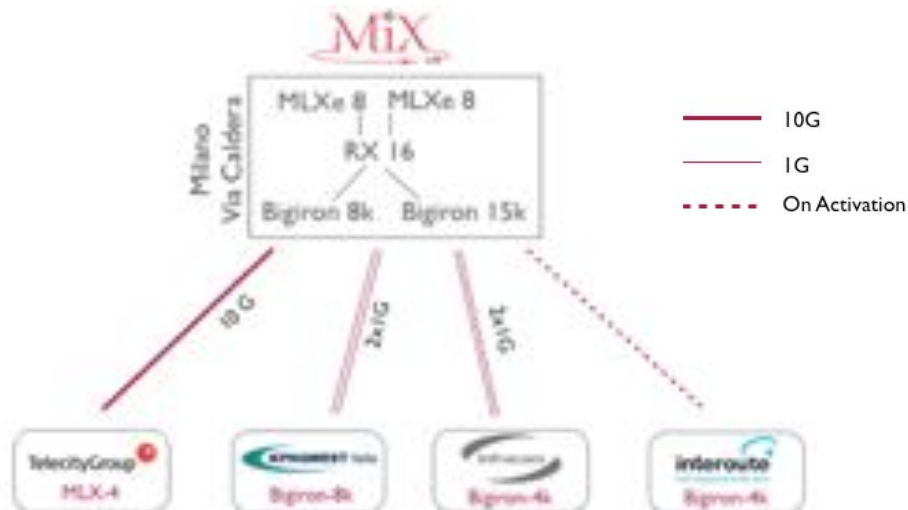 MiX
MLXe 8 MLXe 8
RX 16
Bigiron 8k Bigiron 15k
Milano
Via Caldera
10G
1G
On Activation
10 G
2x1G
2x1G
TelecityGroup
MLX-4
Bigiron-8k
Bigiron-4k
interoute
Bigiron-4k